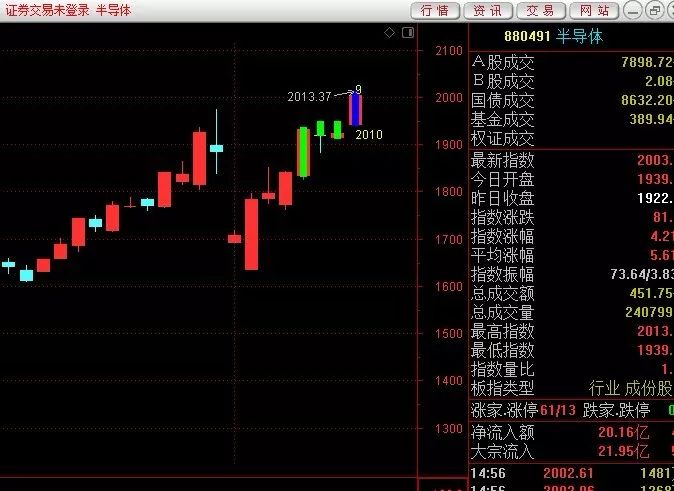 证券交易未登录 半导体
行情 资讯 交易 网站
880491 半导体
A股成交 7898.72
B股成交 2.08
国债成交 8632.20
基金成交 389.94
权证成交
最新指数 2003.
今日开盘 1939.
昨日收盘 1922.
指数涨跌 81.
指数涨幅 4.21
平均涨幅 5.61
指数振幅 73.64/3.83
总成交额 451.75
总成交量 240799
最高指数 2013.
最低指数 1939.
指数量比 1.
板指类型 行业 成份股
涨家.涨停 61/13 跌家.跌停 0
净流入额 20.16亿
大宗流入 21.95亿
14:56 2002.61 1481
14:56 2003.06 1268
2100
2000
1900
1800
1700
1600
1500
1400
1300
2013.37
9
2010